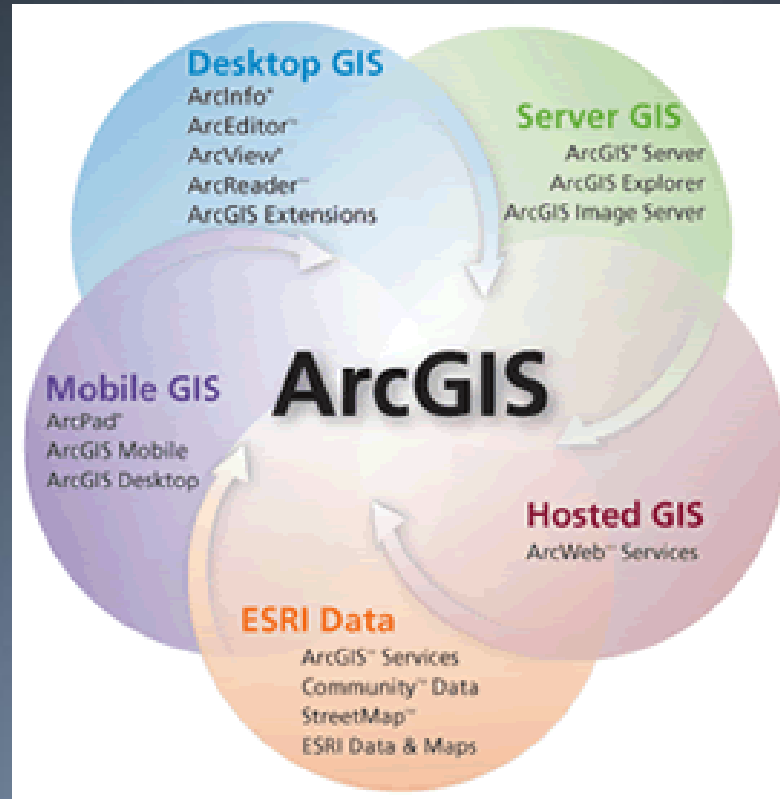 Desktop GIS
ArcInfo®
ArcEditor™
ArcView®
ArcReader™
ArcGIS Extensions
Server GIS
ArcGIS® Server
ArcGIS Explorer
ArcGIS Image Server
ArcGIS
Mobile GIS
ArcPad®
ArcGIS Mobile
ArcGIS Desktop
Hosted GIS
ArcWeb™ Services
ESRI Data
ArcGIS™ Services
Community™ Data
StreetMap™
ESRI Data & Maps